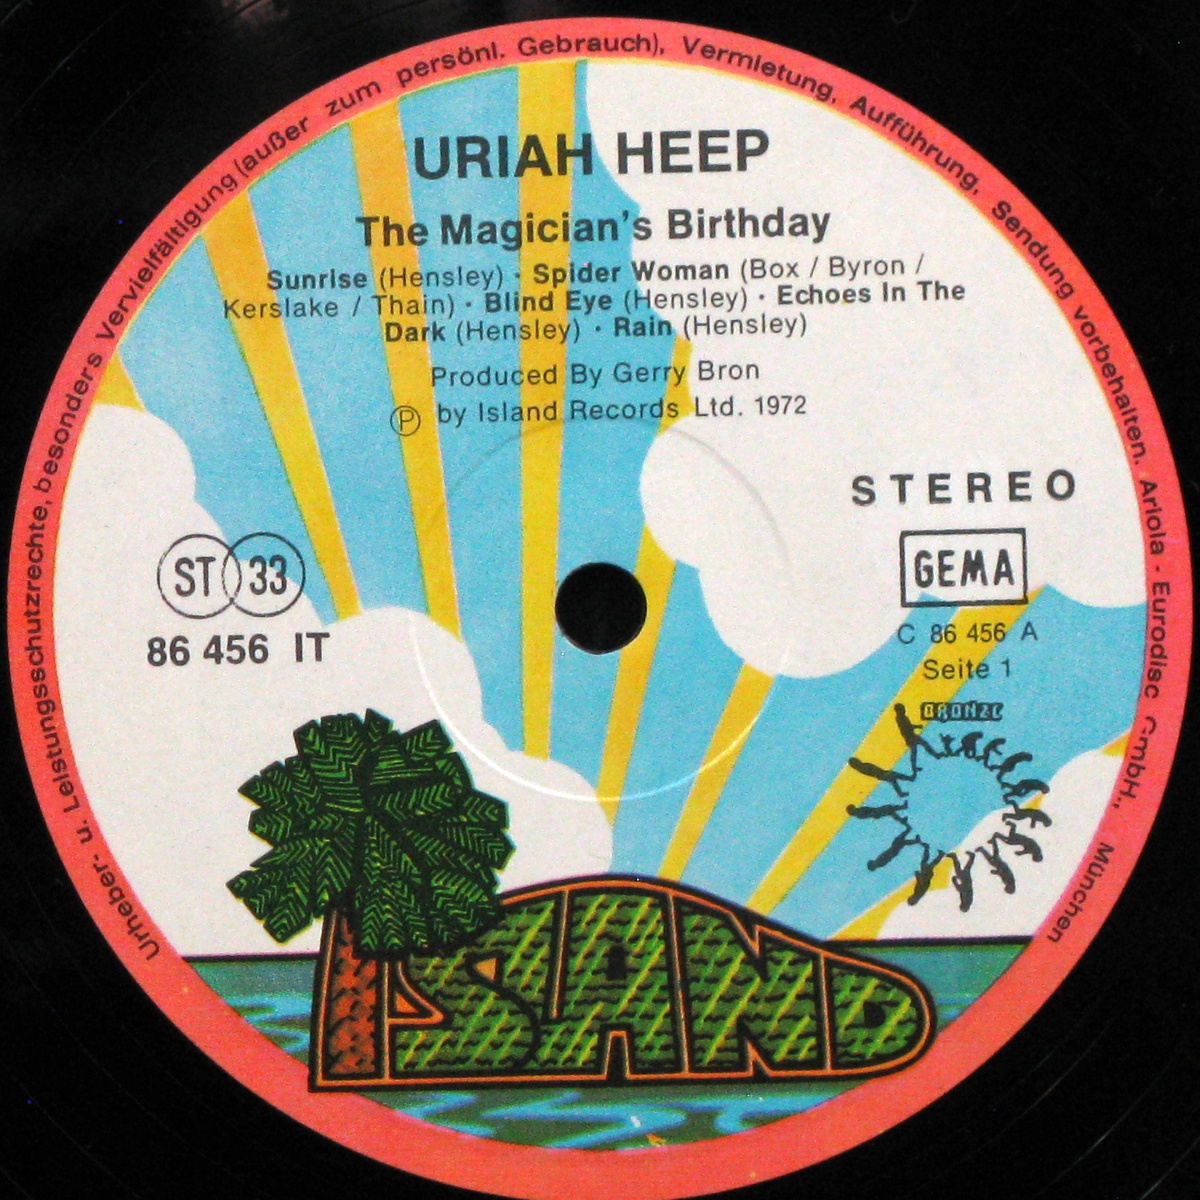 Urheber- u. Leistungsschutzrechte, besonders Vervielfältigung (außer zum persönl. Gebrauch), Vermietung, Aufführung, Sendung vorbehalten. Ariola - Eurodisc GmbH., München
URIAH HEEP
The Magician's Birthday
Sunrise (Hensley) · Spider Woman (Box / Byron /
Kerslake / Thain) · Blind Eye (Hensley) · Echoes In The
Dark (Hensley) · Rain (Hensley)
Produced By Gerry Bron
Ⓟ by Island Records Ltd. 1972
STEREO
ST 33
86 456 IT
GEMA
C 86 456 A
Seite 1
BRONZE
ISLAND